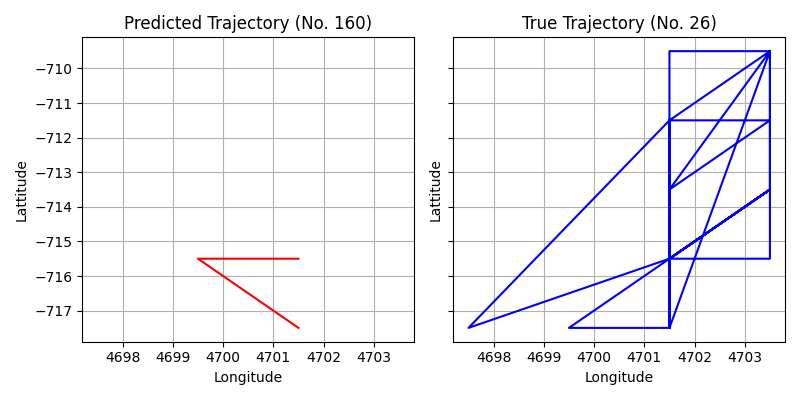 Predicted Trajectory (No. 160)
True Trajectory (No. 26)
Lattitude
−710
−711
−712
−713
−714
−715
−716
−717
4698 4699 4700 4701 4702 4703
Longitude
Lattitude
4698 4699 4700 4701 4702 4703
Longitude